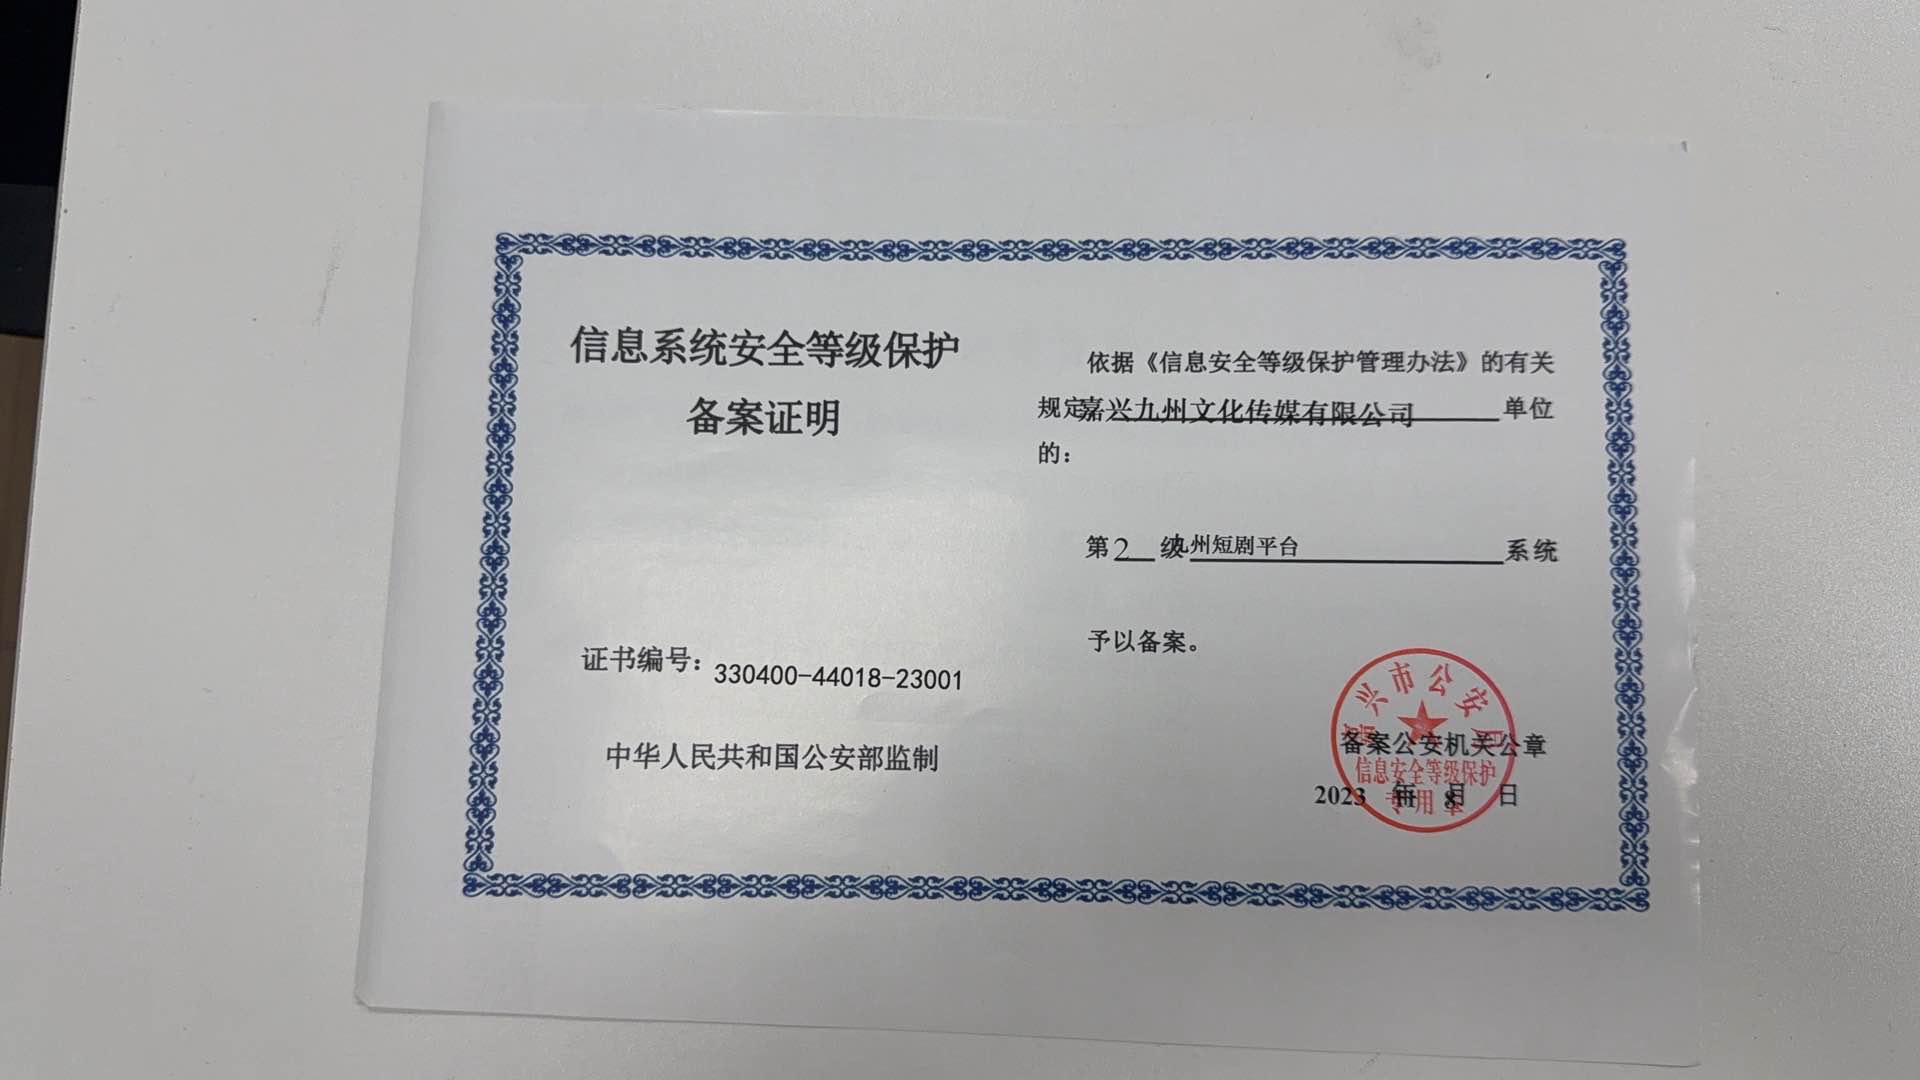 信息系统安全等级保护
备案证明
证书编号：330400-44018-23001
中华人民共和国公安部监制
依据《信息安全等级保护管理办法》的有关
规定嘉兴九州文化传媒有限公司单位
的：
第2级九州短剧平台系统
予以备案。
嘉兴市公安局
备案公安机关公章
信息安全等级保护
2023 年 11 月 8 日
专用章